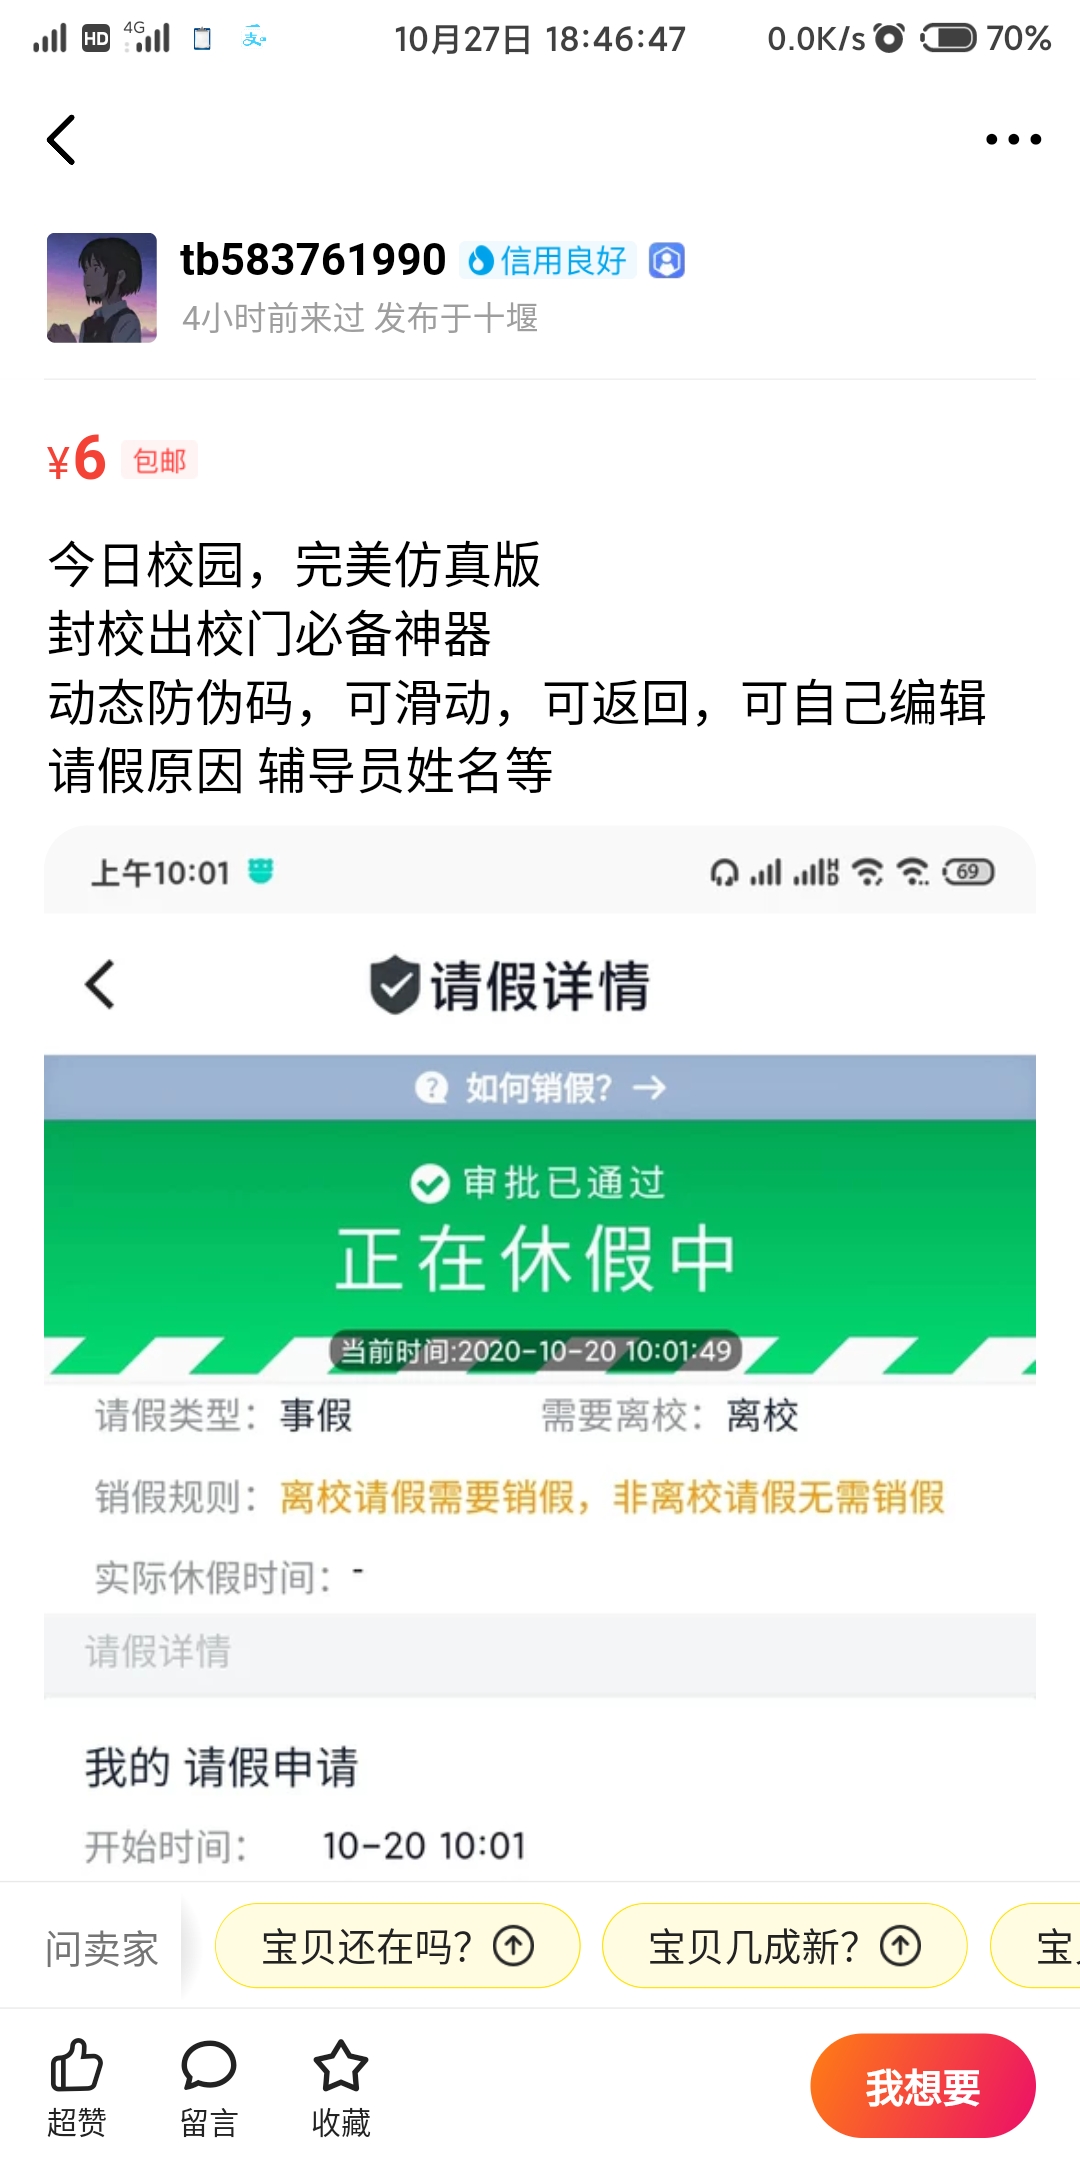 HD 4G 10月27日 18:46:47 0.0K/s 70%
tb583761990 信用良好
4小时前来过 发布于十堰
¥6 包邮
今日校园，完美仿真版
封校出校门必备神器
动态防伪码，可滑动，可返回，可自己编辑
请假原因 辅导员姓名等
上午10:01 HD 69
请假详情
如何销假？
审批已通过
正在休假中
当前时间:2020-10-20 10:01:49
请假类型： 事假 需要离校： 离校
销假规则： 离校请假需要销假，非离校请假无需销假
实际休假时间： -
请假详情
我的 请假申请
开始时间： 10-20 10:01
问卖家 宝贝还在吗？ 宝贝几成新？ 宝
超赞 留言 收藏 我想要